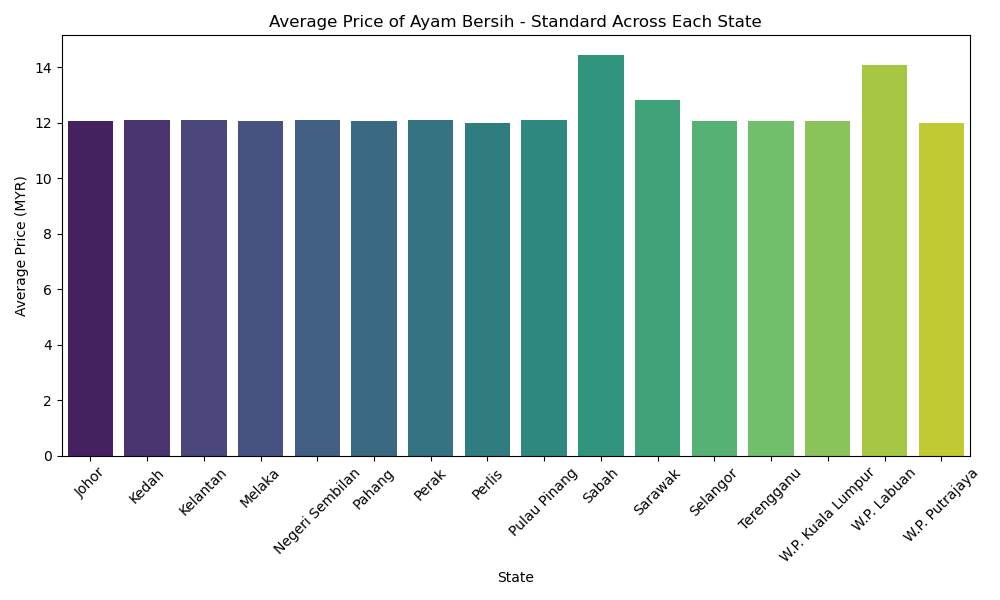 Average Price of Ayam Bersih - Standard Across Each State
Average Price (MYR)
14
12
10
8
6
4
2
0
Johor
Kedah
Kelantan
Melaka
Negeri Sembilan
Pahang
Perak
Perlis
Pulau Pinang
Sabah
Sarawak
Selangor
Terengganu
W.P. Kuala Lumpur
W.P. Labuan
W.P. Putrajaya
State